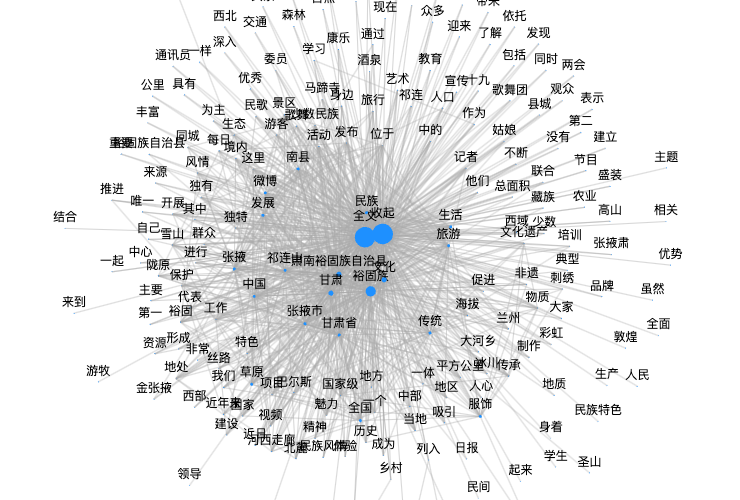 现在
众多
西北
交通
森林
依托
迎来
了解
发现
深入
康乐
通过
通讯员
一样
学习
委员
酒泉
教育
包括
同时
两会
优秀
艺术
宣传
十九
公里
具有
马蹄寺
身边
旅行
祁连
人口
歌舞团
观众
丰富
为主
民歌
景区
县城
表示
生态
游客
活动
发布
位于
中的
作为
姑娘
第二
同城
每日
境内
没有
建立
风情
这里
南县
记者
不断
节目
主题
来源
微博
他们
联合
盛装
推进
独有
总面积
藏族
农业
唯一
开展
其中
发展
民族
全文
收起
生活
高山
相关
结合
独特
西域
少数
自己
雪山
群众
旅游
文化遗产
培训
张掖肃
中心
进行
张掖
祁连山
肃南裕固族自治县
典型
优势
一起
陇原
保护
中国
甘肃
文化
裕固族
促进
非遗
刺绣
品牌
虽然
主要
代表
物质
来到
第一
裕固
工作
张掖市
甘肃省
传统
海拔
兰州
大家
全面
资源
形成
非常
特色
大河乡
制作
彩虹
敦煌
丝路
游牧
地处
我们
草原
项目
巴尔斯
国家级
地方
一体
平方公里
冰川
传承
金张掖
地区
人心
地质
生产
人民
西部
近年来
国家
视频
魅力
全国
一个
中部
当地
吸引
服饰
民族特色
建设
近日
河西走廊
精神
历史
身着
北麓
民族风情
成为
列入
日报
学生
领导
乡村
起来
圣山
民间